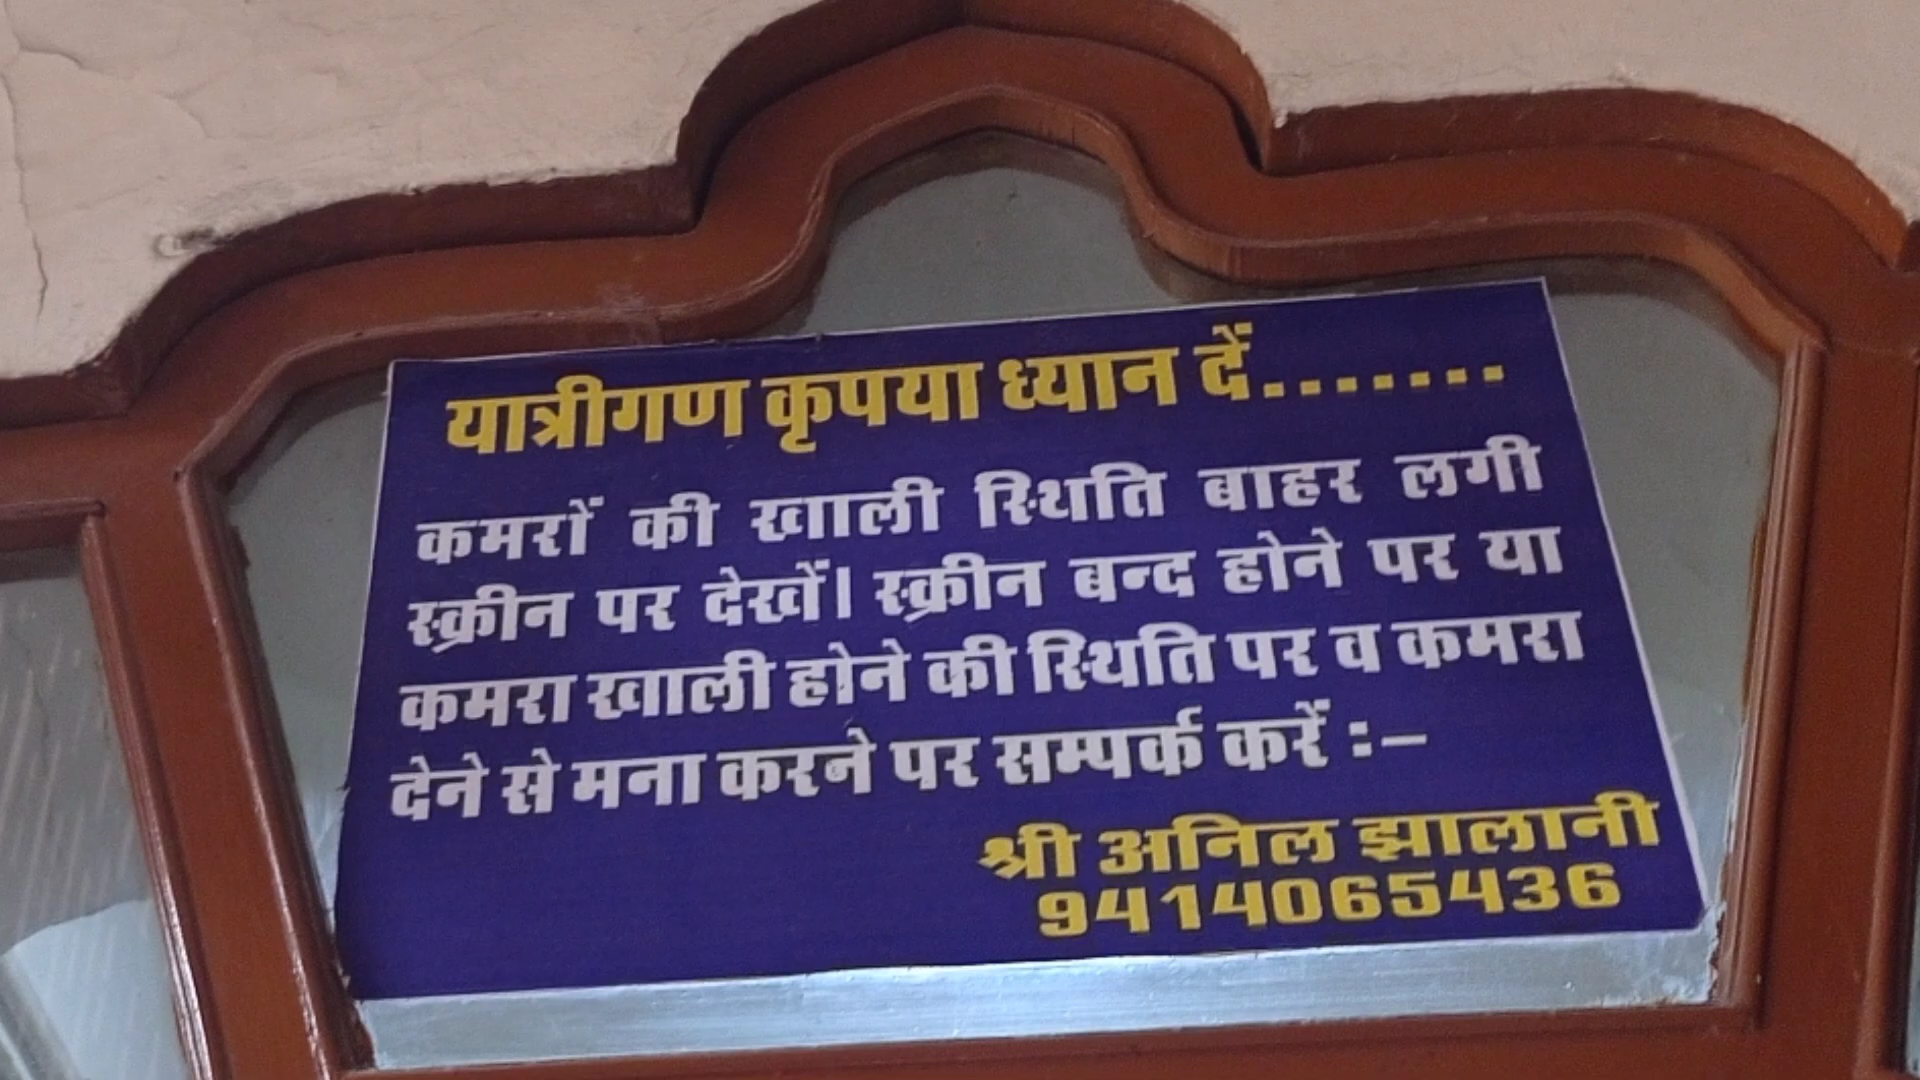 यात्रीगण कृपया ध्यान दें.......
कमरों की खाली स्थिति बाहर लगी
स्क्रीन पर देखें। स्क्रीन बन्द होने पर या
कमरा खाली होने की स्थिति पर व कमरा
देने से मना करने पर सम्पर्क करें :–
श्री अनिल झालानी
9414065436